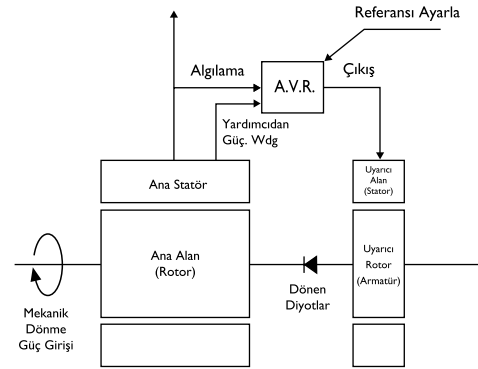 Referansı Ayarla
Algılama
A.V.R.
Çıkış
Yardımcıdan
Güç. Wdg
Ana Statör
Uyarıcı
Alan
(Stator)
Ana Alan
(Rotor)
Uyarıcı
Rotor
(Armatür)
Dönen
Diyotlar
Mekanik
Dönme
Güç Girişi